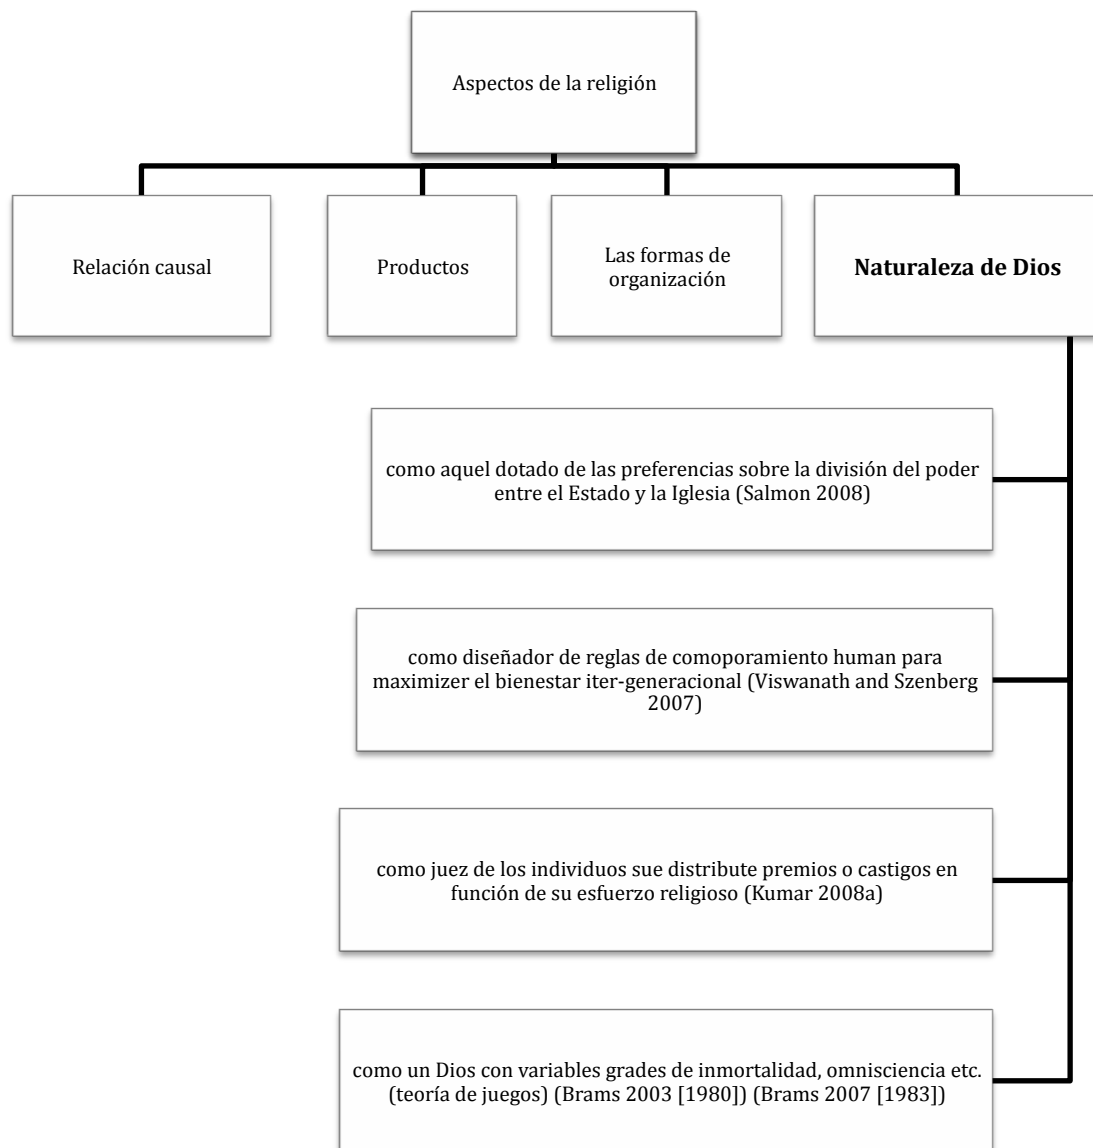 Aspectos de la religión
Relación causal
Productos
Las formas de
organización
Naturaleza de Dios
como aquel dotado de las preferencias sobre la división del poder
entre el Estado y la Iglesia (Salmon 2008)
como diseñador de reglas de comoporamiento human para
maximizer el bienestar iter-generacional (Viswanath and Szenberg
2007)
como juez de los individuos sue distribute premios o castigos en
función de su esfuerzo religioso (Kumar 2008a)
como un Dios con variables grades de inmortalidad, omnisciencia etc.
(teoría de juegos) (Brams 2003 [1980]) (Brams 2007 [1983])